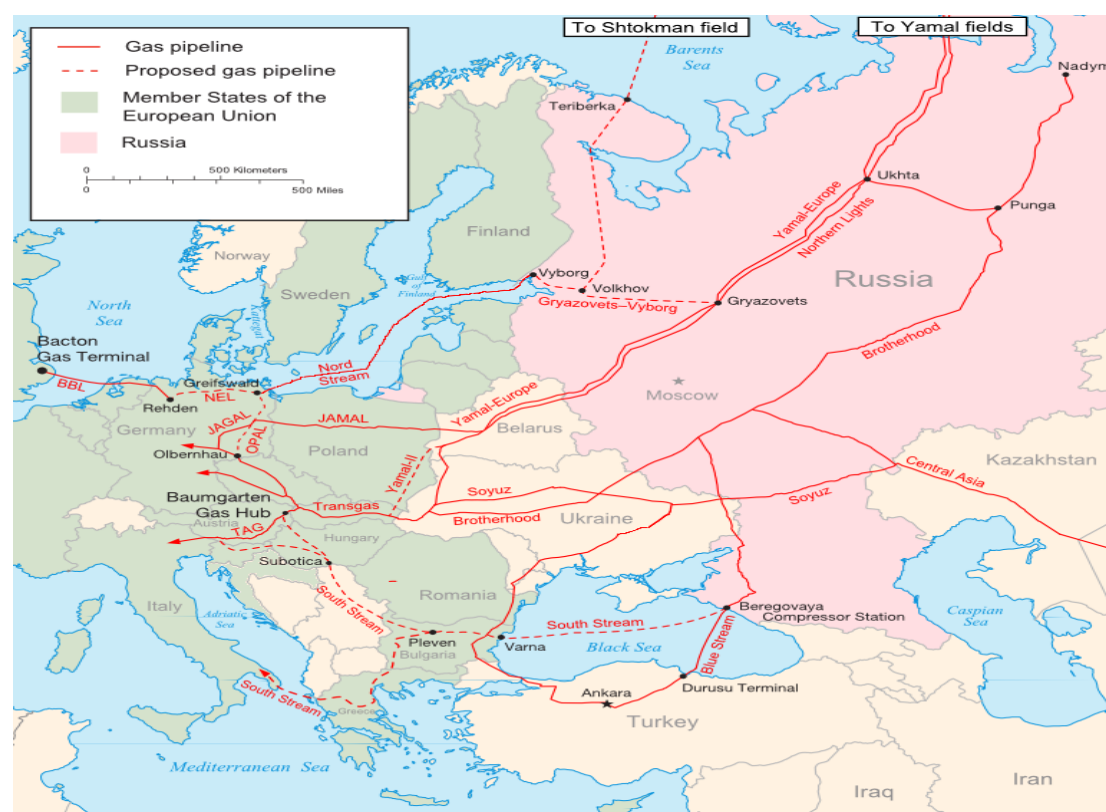 To Shtokman field
To Yamal fields
Gas pipeline
Proposed gas pipeline
Member States of the
European Union
Russia
0
500 Kilometers
0
500 Miles
Barents
Sea
Nadym
Teriberka
Ukhta
Punga
Yamal-Europe
Northern Lights
Finland
Norway
Sweden
Gulf
of
Finland
Vyborg
Volkhov
Gryazovets–Vyborg
Gryazovets
Russia
North
Sea
Kattegat
Brotherhood
Bacton
Gas Terminal
BBL
Greifswald
Nord
Stream
NEL
Rehden
Moscow
Yamal-Europe
JAGAL
JAMAL
OPAL
Germany
Belarus
Olbernhau
Poland
Yamal-II
Kazakhstan
Central Asia
Soyuz
Soyuz
Baumgarten
Gas Hub
Transgas
Brotherhood
Ukraine
TAG
Austria
Hungary
Subotica
Romania
South Stream
Italy
Adriatic
Sea
Beregovaya
Compressor Station
Caspian
Sea
South Stream
Pleven
Bulgaria
Varna
Black Sea
Blue Stream
South Stream
Greece
Ankara
Durusu Terminal
Turkey
Mediterranean Sea
Iraq
Iran